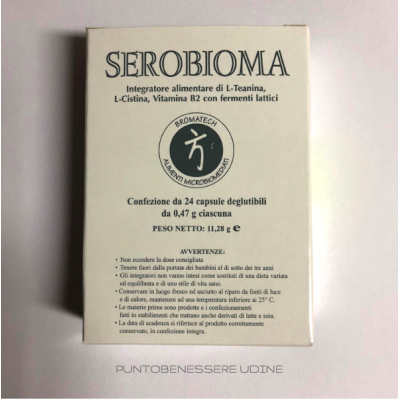 SEROBIOMA
Integratore alimentare di L-Teanina,
L-Cistina, Vitamina B2 con fermenti lattici
BROMATECH
ALIMENTI MICROBIOMEDIATI
Confezione da 24 capsule deglutibili
da 0,47 g ciascuna
PESO NETTO: 11,28 g ℮
AVVERTENZE:
• Non eccedere la dose consigliata
• Tenere fuori dalla portata dei bambini al di sotto dei tre anni
• Gli integratori non vanno intesi come sostituti di una dieta variata
ed equilibrata e di uno stile di vita sano.
• Conservare in luogo fresco ed asciutto al riparo da fonti di luce
e di calore, mantenere ad una temperatura inferiore ai 25° C.
• Le materie prime sono prodotte e i confezionamenti
fatti in stabilimenti che trattano anche derivati di latte e soia.
• La data di scadenza si riferisce al prodotto correttamente
conservato, in confezione integra.
PUNTOBENESSERE UDINE